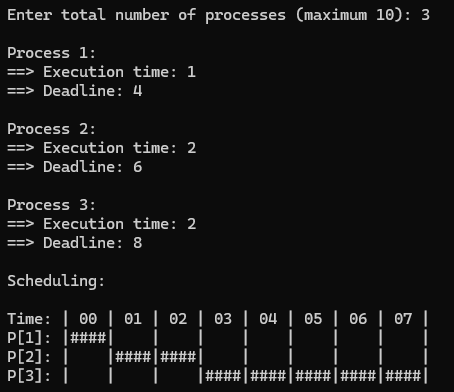 Enter total number of processes (maximum 10): 3
Process 1:
==> Execution time: 1
==> Deadline: 4
Process 2:
==> Execution time: 2
==> Deadline: 6
Process 3:
==> Execution time: 2
==> Deadline: 8
Scheduling:
Time: | 00 | 01 | 02 | 03 | 04 | 05 | 06 | 07 |
P[1]: |####|    |    |    |    |    |    |    |
P[2]: |    |####|####|    |    |    |    |    |
P[3]: |    |    |    |####|####|####|####|####|